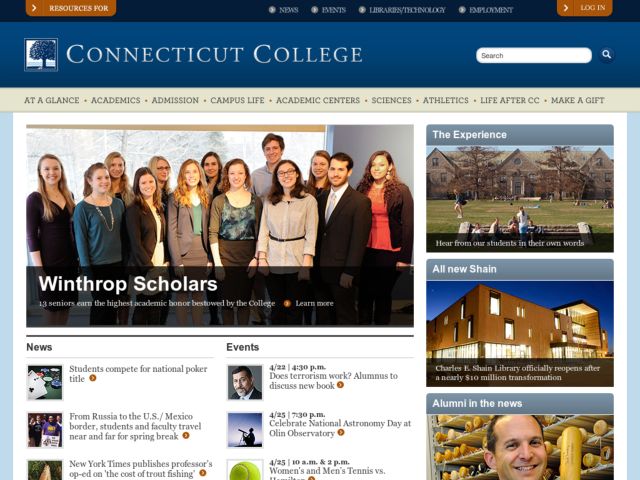 RESOURCES FOR
NEWS
EVENTS
LIBRARIES/TECHNOLOGY
EMPLOYMENT
LOG IN
CONNECTICUT COLLEGE
Search
AT A GLANCE • ACADEMICS • ADMISSION • CAMPUS LIFE • ACADEMIC CENTERS • SCIENCES • ATHLETICS • LIFE AFTER CC • MAKE A GIFT
Winthrop Scholars
13 seniors earn the highest academic honor bestowed by the College Learn more
The Experience
Hear from our students in their own words
All new Shain
Charles E. Shain Library officially reopens after
a nearly $10 million transformation
Alumni in the news
News
Students compete for national poker
title
From Russia to the U.S./ Mexico
border, students and faculty travel
near and far for spring break
New York Times publishes professor's
op-ed on 'the cost of trout fishing'
Events
4/22 | 4:30 p.m.
Does terrorism work? Alumnus to
discuss new book
4/25 | 7:30 p.m.
Celebrate National Astronomy Day at
Olin Observatory
4/25 | 10 a.m. & 2 p.m.
Women's and Men's Tennis vs.
Hamilton